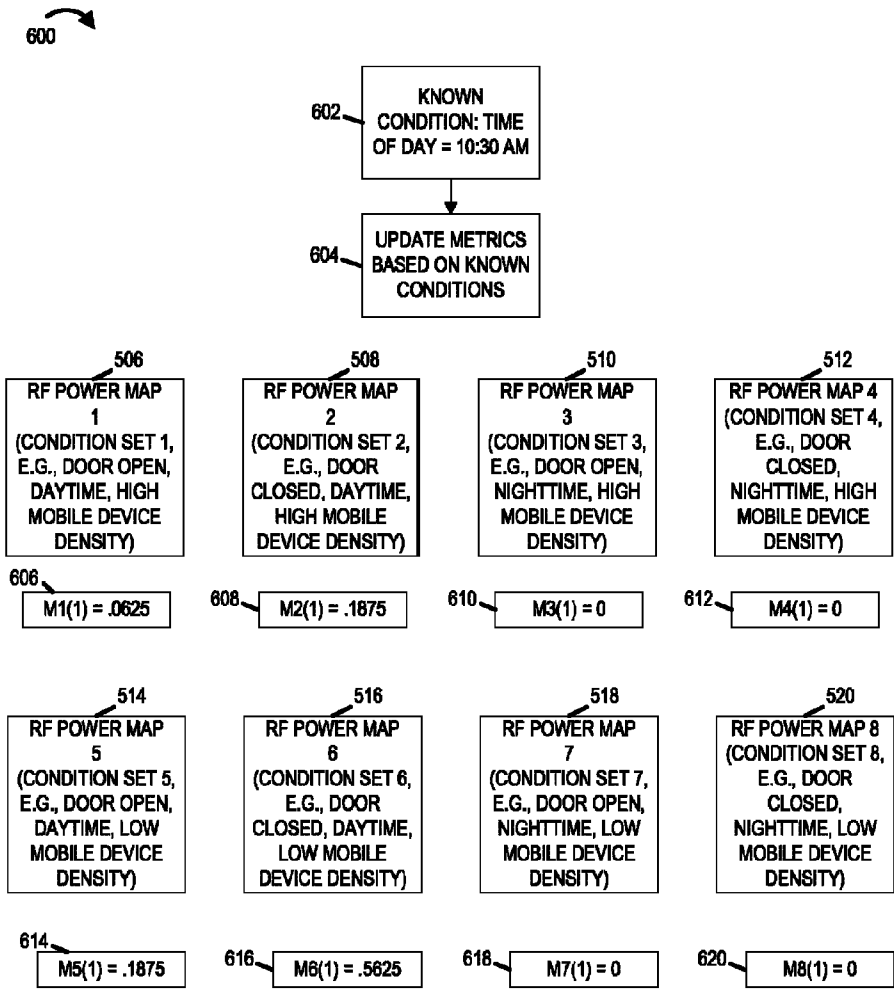 600
602
KNOWN
CONDITION: TIME
OF DAY = 10:30 AM
604
UPDATE METRICS
BASED ON KNOWN
CONDITIONS
506
RF POWER MAP
1
(CONDITION SET 1,
E.G., DOOR OPEN,
DAYTIME, HIGH
MOBILE DEVICE
DENSITY)
508
RF POWER MAP
2
(CONDITION SET 2,
E.G., DOOR
CLOSED, DAYTIME,
HIGH MOBILE
DEVICE DENSITY)
510
RF POWER MAP
3
(CONDITION SET 3,
E.G., DOOR OPEN,
NIGHTTIME, HIGH
MOBILE DEVICE
DENSITY)
512
RF POWER MAP 4
(CONDITION SET 4,
E.G., DOOR
CLOSED,
NIGHTTIME, HIGH
MOBILE DEVICE
DENSITY)
606
M1(1) = .0625
608
M2(1) = .1875
610
M3(1) = 0
612
M4(1) = 0
514
RF POWER MAP
5
(CONDITION SET 5,
E.G., DOOR OPEN,
DAYTIME, LOW
MOBILE DEVICE
DENSITY)
516
RF POWER MAP
6
(CONDITION SET 6,
E.G., DOOR
CLOSED, DAYTIME,
LOW MOBILE
DEVICE DENSITY)
518
RF POWER MAP
7
(CONDITION SET 7,
E.G., DOOR OPEN,
NIGHTTIME, LOW
MOBILE DEVICE
DENSITY)
520
RF POWER MAP 8
(CONDITION SET 8,
E.G., DOOR
CLOSED,
NIGHTTIME, LOW
MOBILE DEVICE
DENSITY)
614
M5(1) = .1875
616
M6(1) = .5625
618
M7(1) = 0
620
M8(1) = 0